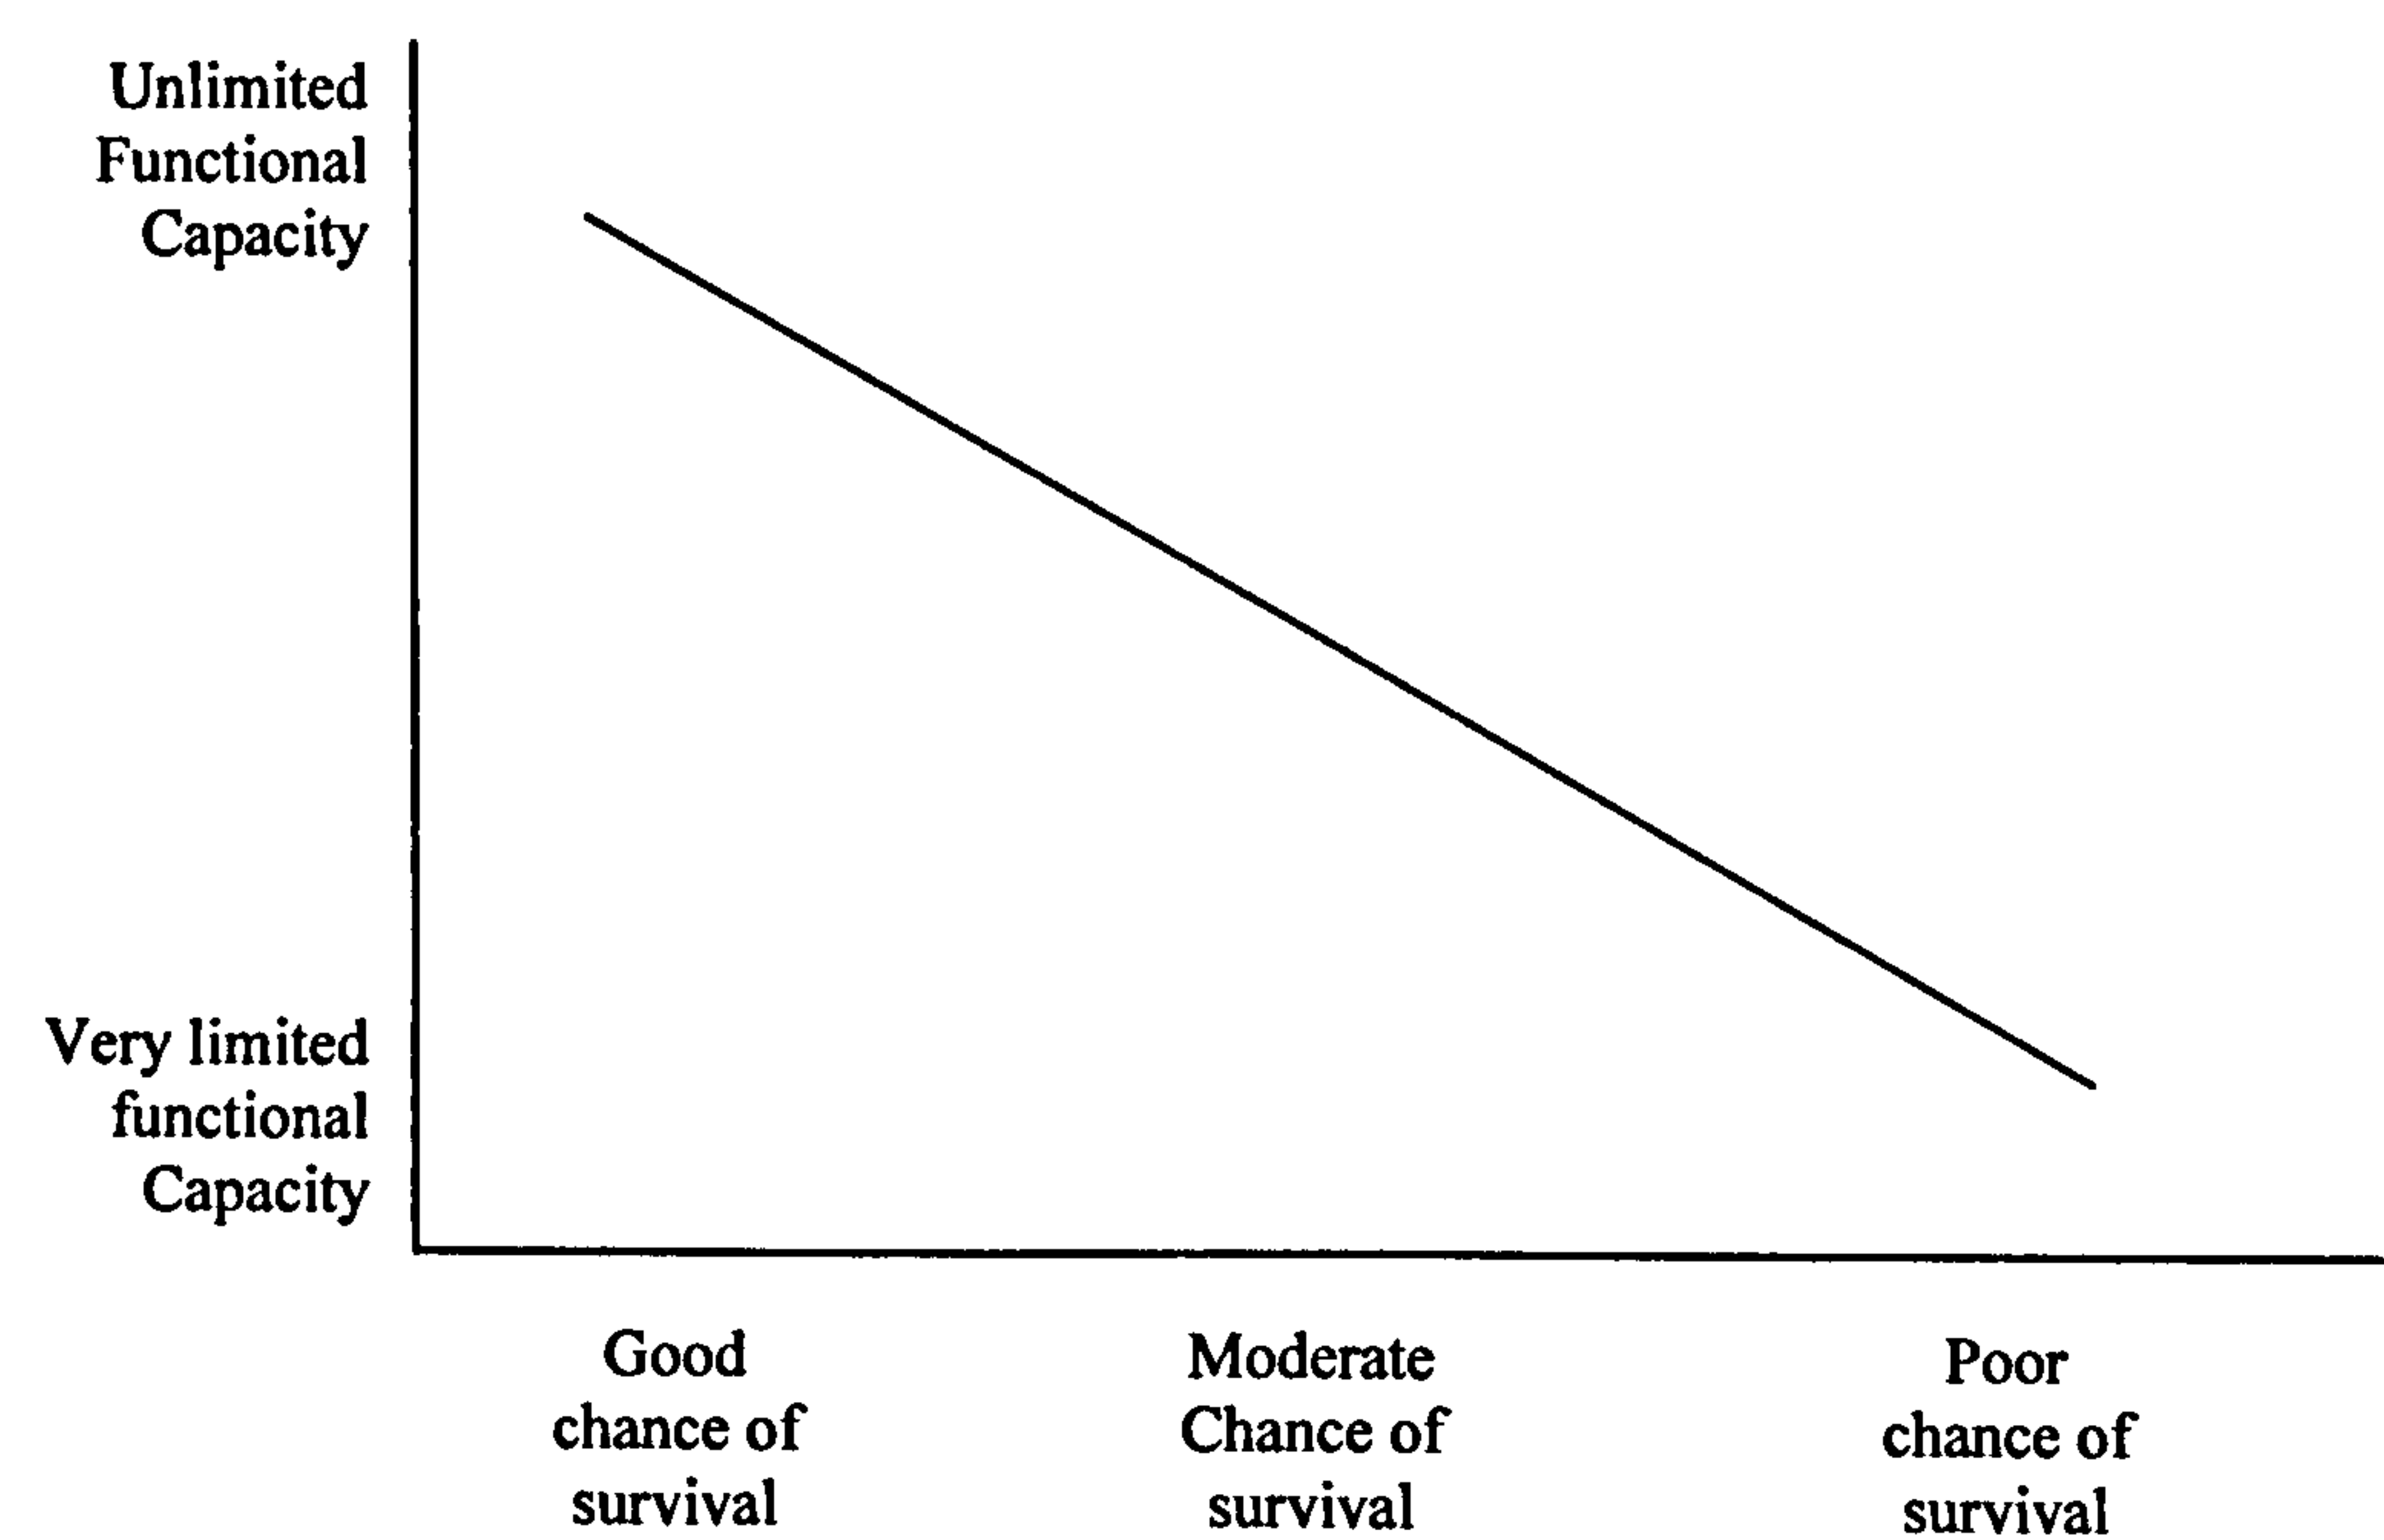 Unlimited
Functional
Capacity
Very limited
functional
Capacity
Good
chance of
survival
Moderate
Chance of
survival
Poor
chance of
survival